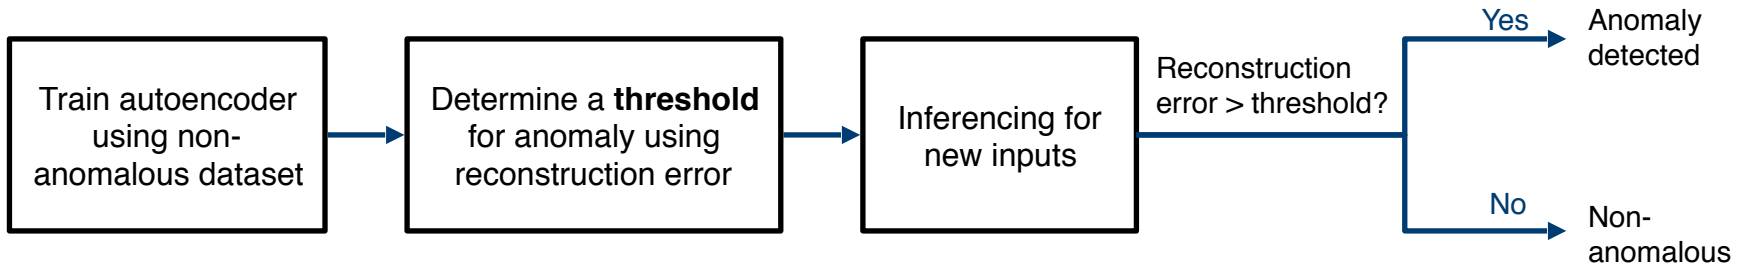 Train autoencoder
using non-
anomalous dataset
Determine a threshold
for anomaly using
reconstruction error
Inferencing for
new inputs
Reconstruction
error > threshold?
Yes
Anomaly
detected
No
Non-
anomalous